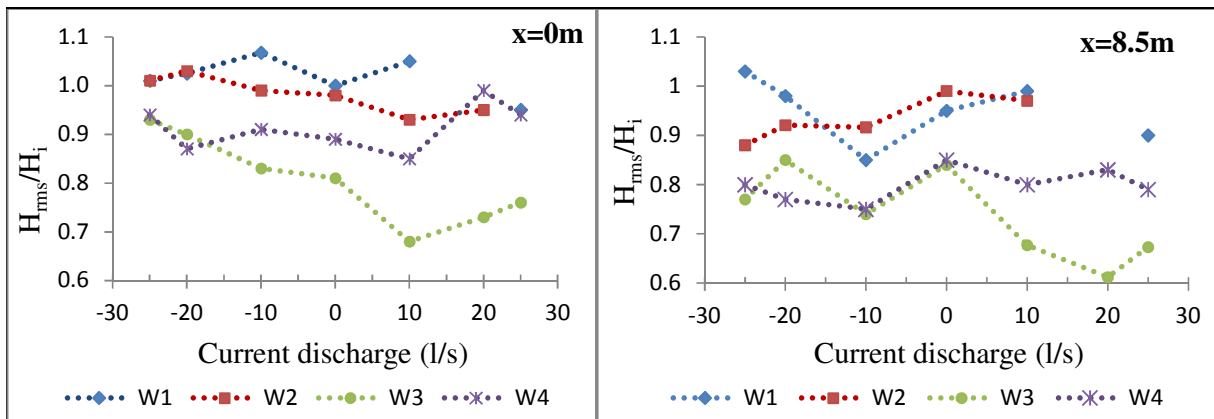 x=0m
1.1
1.0
0.9
0.8
0.7
0.6
Hrms/Hi
-30 -20 -10 0 10 20 30
Current discharge (l/s)
W1 W2 W3 W4
x=8.5m
1.1
1
0.9
0.8
0.7
0.6
Hrms/Hi
-30 -20 -10 0 10 20 30
Current discharge (l/s)
W1 W2 W3 W4